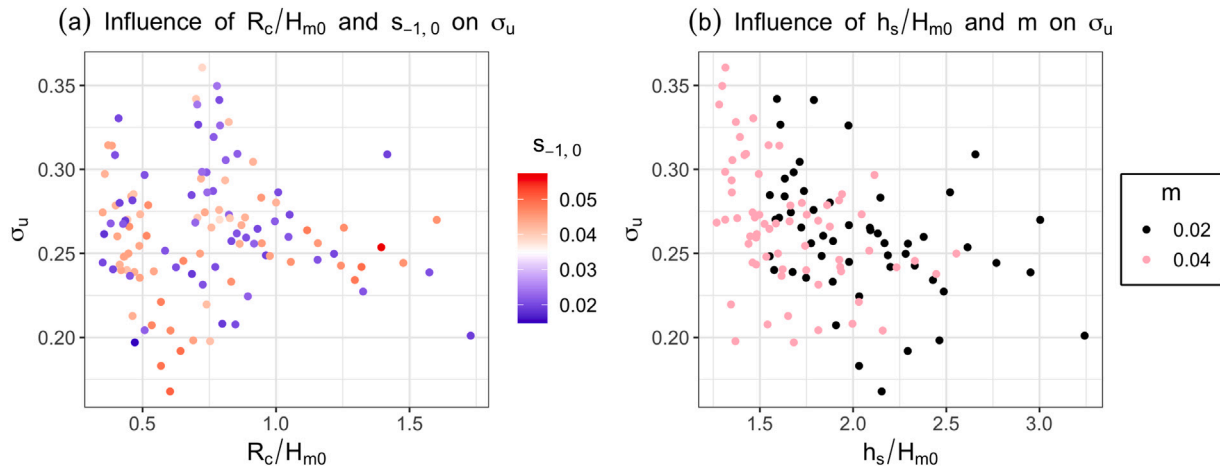 (a) Influence of R_c/H_m0 and s_−1, 0 on σ_u
0.35
0.30
0.25
0.20
σ_u
0.5
1.0
1.5
R_c/H_m0
s_−1, 0
0.05
0.04
0.03
0.02
(b) Influence of h_s/H_m0 and m on σ_u
0.35
0.30
0.25
0.20
σ_u
1.5
2.0
2.5
3.0
h_s/H_m0
m
0.02
0.04